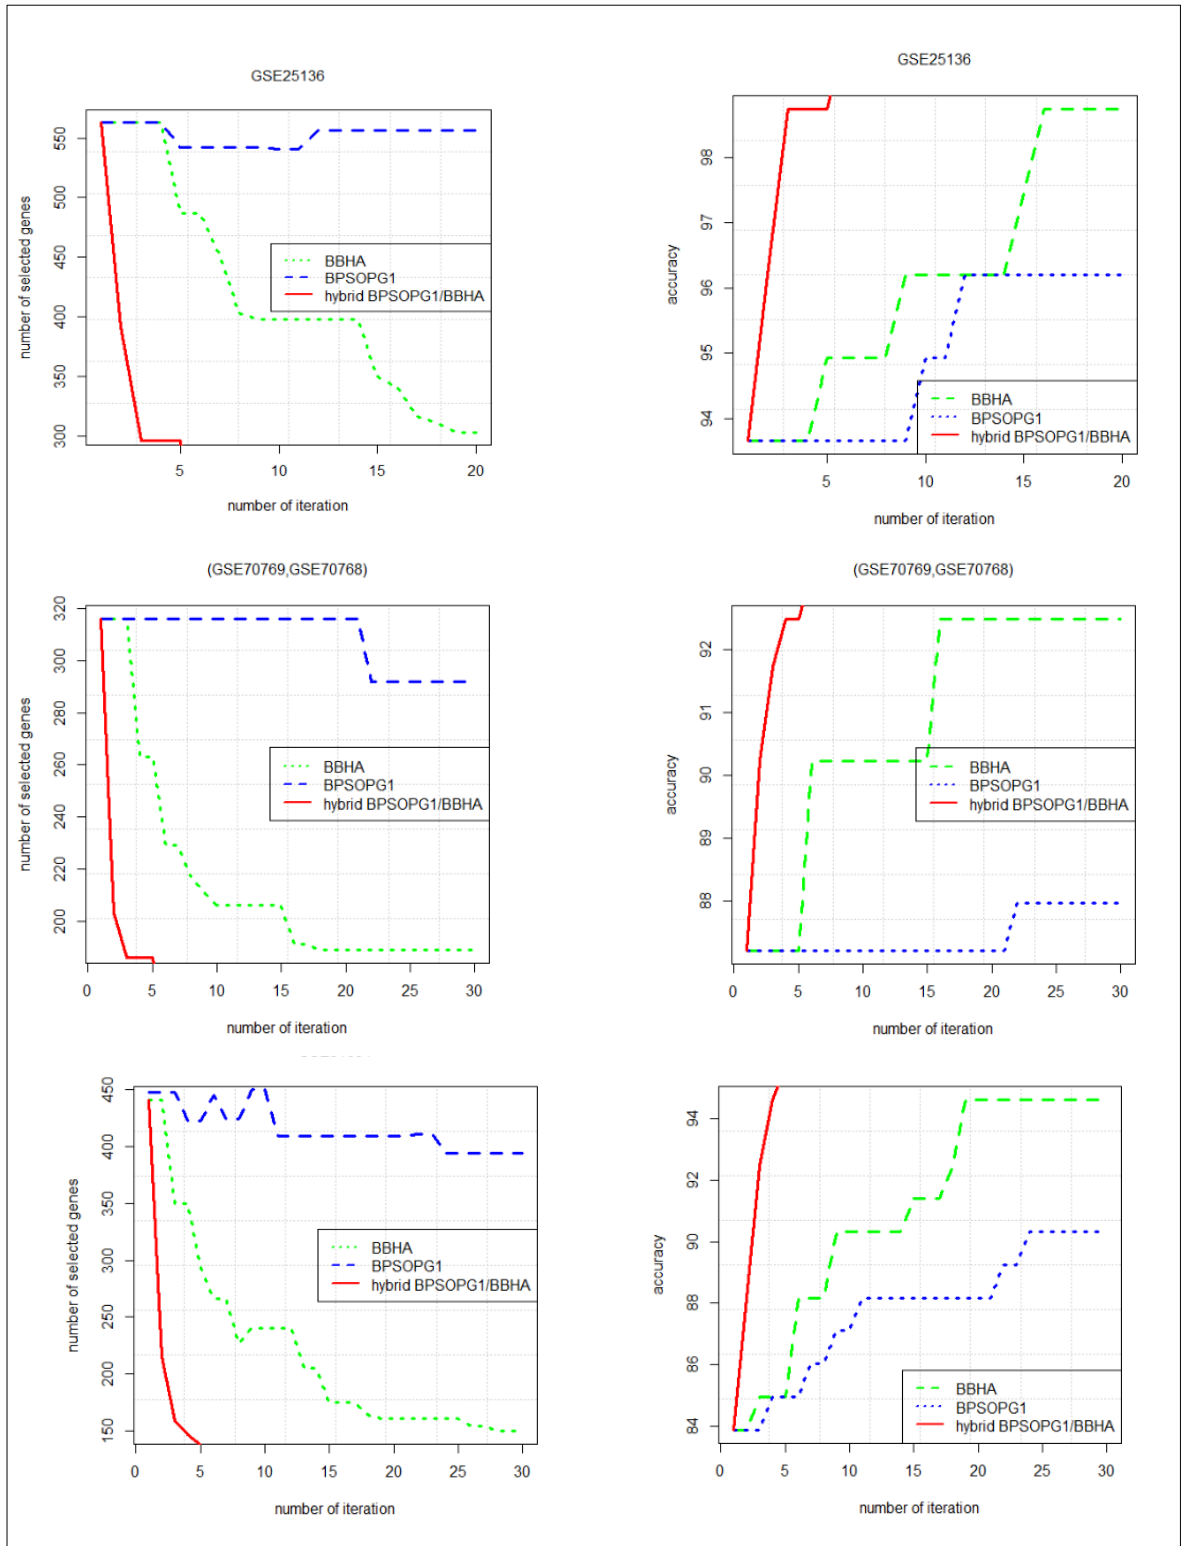 GSE25136
number of selected genes
550
500
450
400
350
300
BBHA
BPSOPG1
hybrid BPSOPG1/BBHA
5 10 15 20
number of iteration
GSE25136
accuracy
98
97
96
95
94
BBHA
BPSOPG1
hybrid BPSOPG1/BBHA
5 10 15 20
number of iteration
(GSE70769,GSE70768)
number of selected genes
320
300
280
260
240
220
200
BBHA
BPSOPG1
hybrid BPSOPG1/BBHA
0 5 10 15 20 25 30
number of iteration
(GSE70769,GSE70768)
accuracy
92
91
90
89
88
BBHA
BPSOPG1
hybrid BPSOPG1/BBHA
0 5 10 15 20 25 30
number of iteration
number of selected genes
450
400
350
300
250
200
150
BBHA
BPSOPG1
hybrid BPSOPG1/BBHA
0 5 10 15 20 25 30
number of iteration
accuracy
94
92
90
88
86
84
BBHA
BPSOPG1
hybrid BPSOPG1/BBHA
0 5 10 15 20 25 30
number of iteration